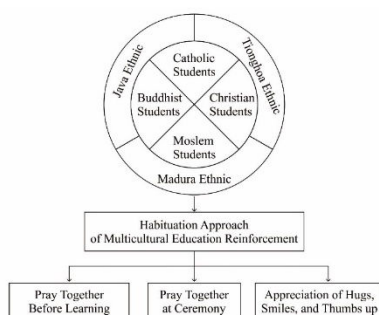 Java Ethnic
Tionghoa Ethnic
Catholic
Students
Buddhist
Students
Christian
Students
Moslem
Students
Madura Ethnic
Habituation Approach
of Multicultural Education Reinforcement
Pray Together
Before Learning
Pray Together
at Ceremony
Appreciation of Hugs,
Smiles, and Thumbs up